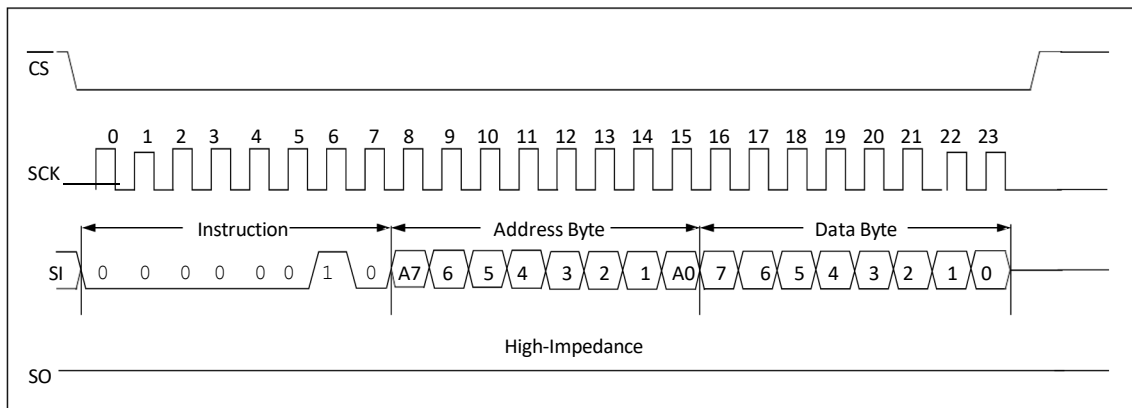 CS
0 1 2 3 4 5 6 7 8 9 10 11 12 13 14 15 16 17 18 19 20 21 22 23
SCK
Instruction Address Byte Data Byte
SI 0 0 0 0 0 0 1 0 A7 6 5 4 3 2 1 A0 7 6 5 4 3 2 1 0
High-Impedance
SO